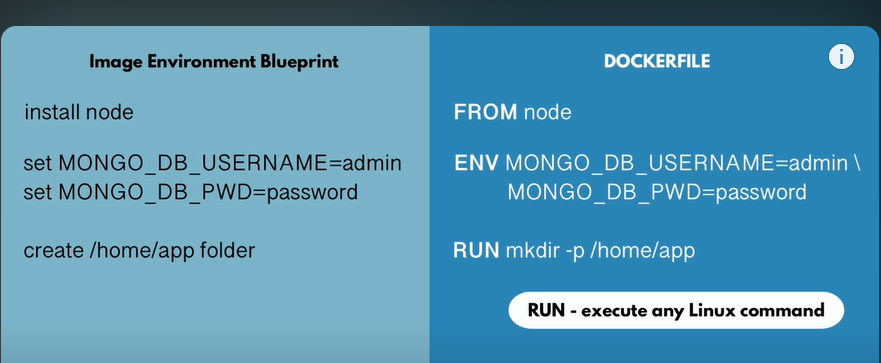 Image Environment Blueprint
install node
set MONGO_DB_USERNAME=admin
set MONGO_DB_PWD=password
create /home/app folder
DOCKERFILE
i
FROM node
ENV MONGO_DB_USERNAME=admin \
MONGO_DB_PWD=password
RUN mkdir -p /home/app
RUN - execute any Linux command